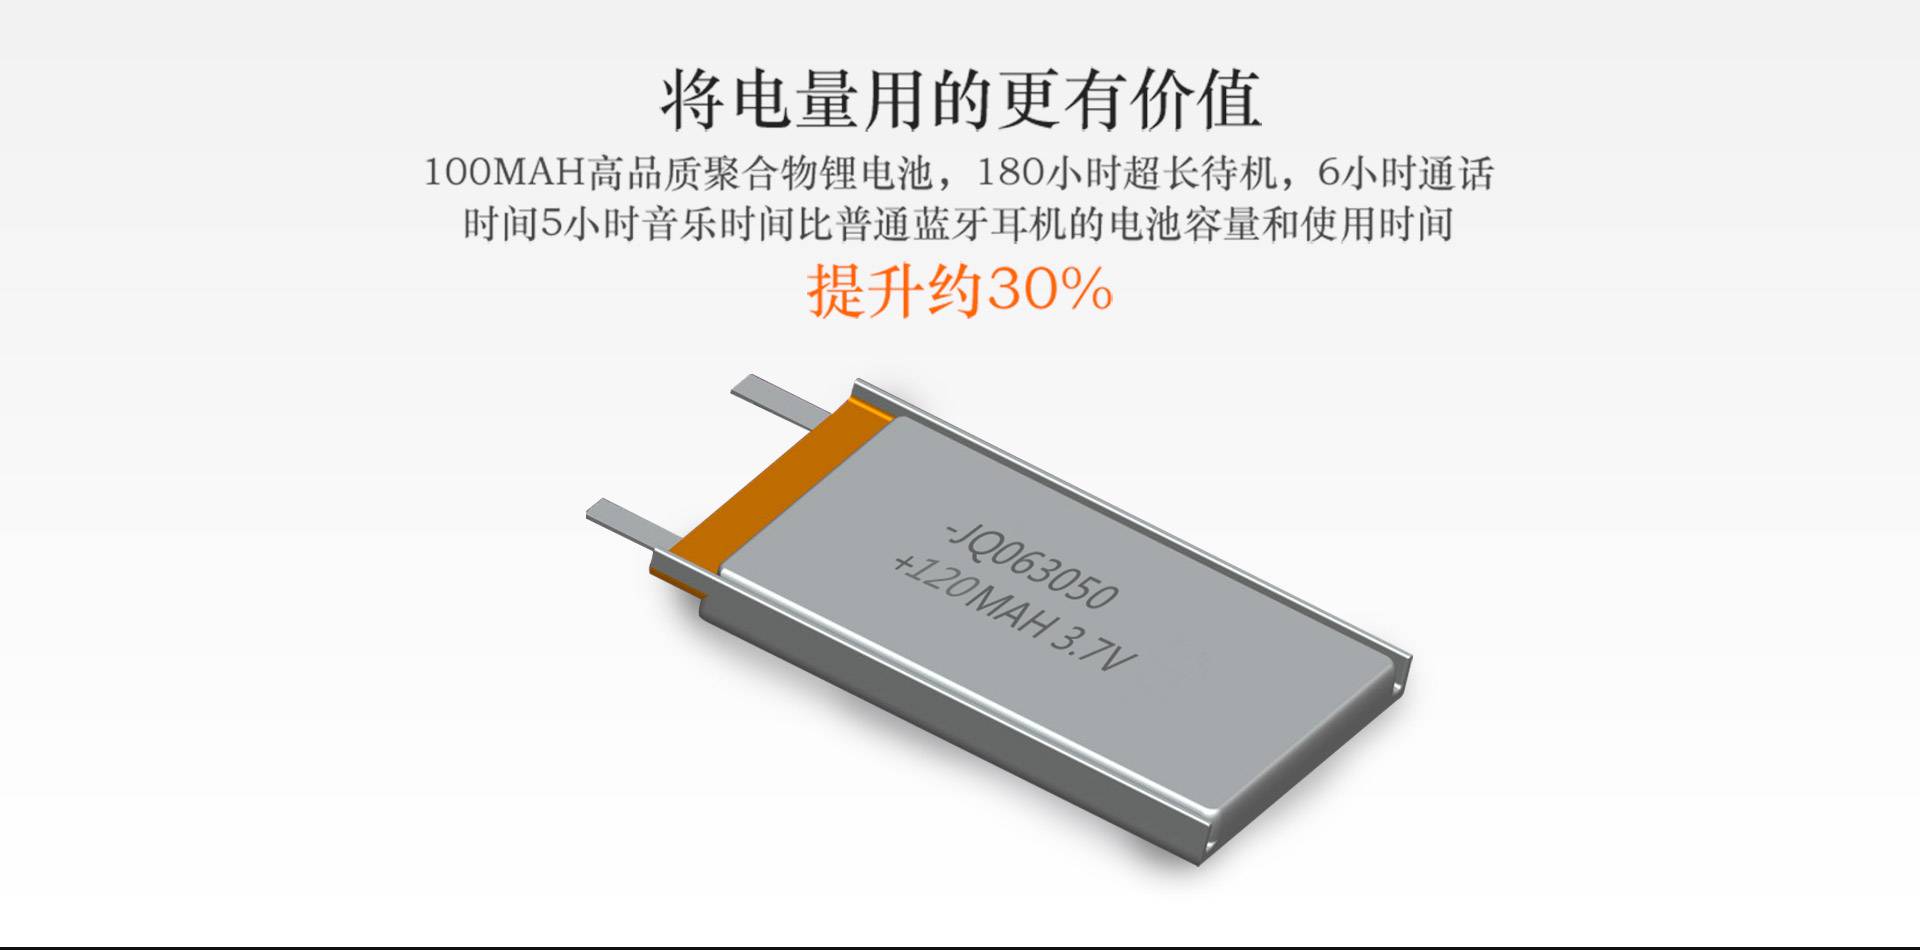 将电量用的更有价值
100MAH高品质聚合物锂电池，180小时超长待机，6小时通话
时间5小时音乐时间比普通蓝牙耳机的电池容量和使用时间
提升约30%
-JQ063050
+120MAH 3.7V